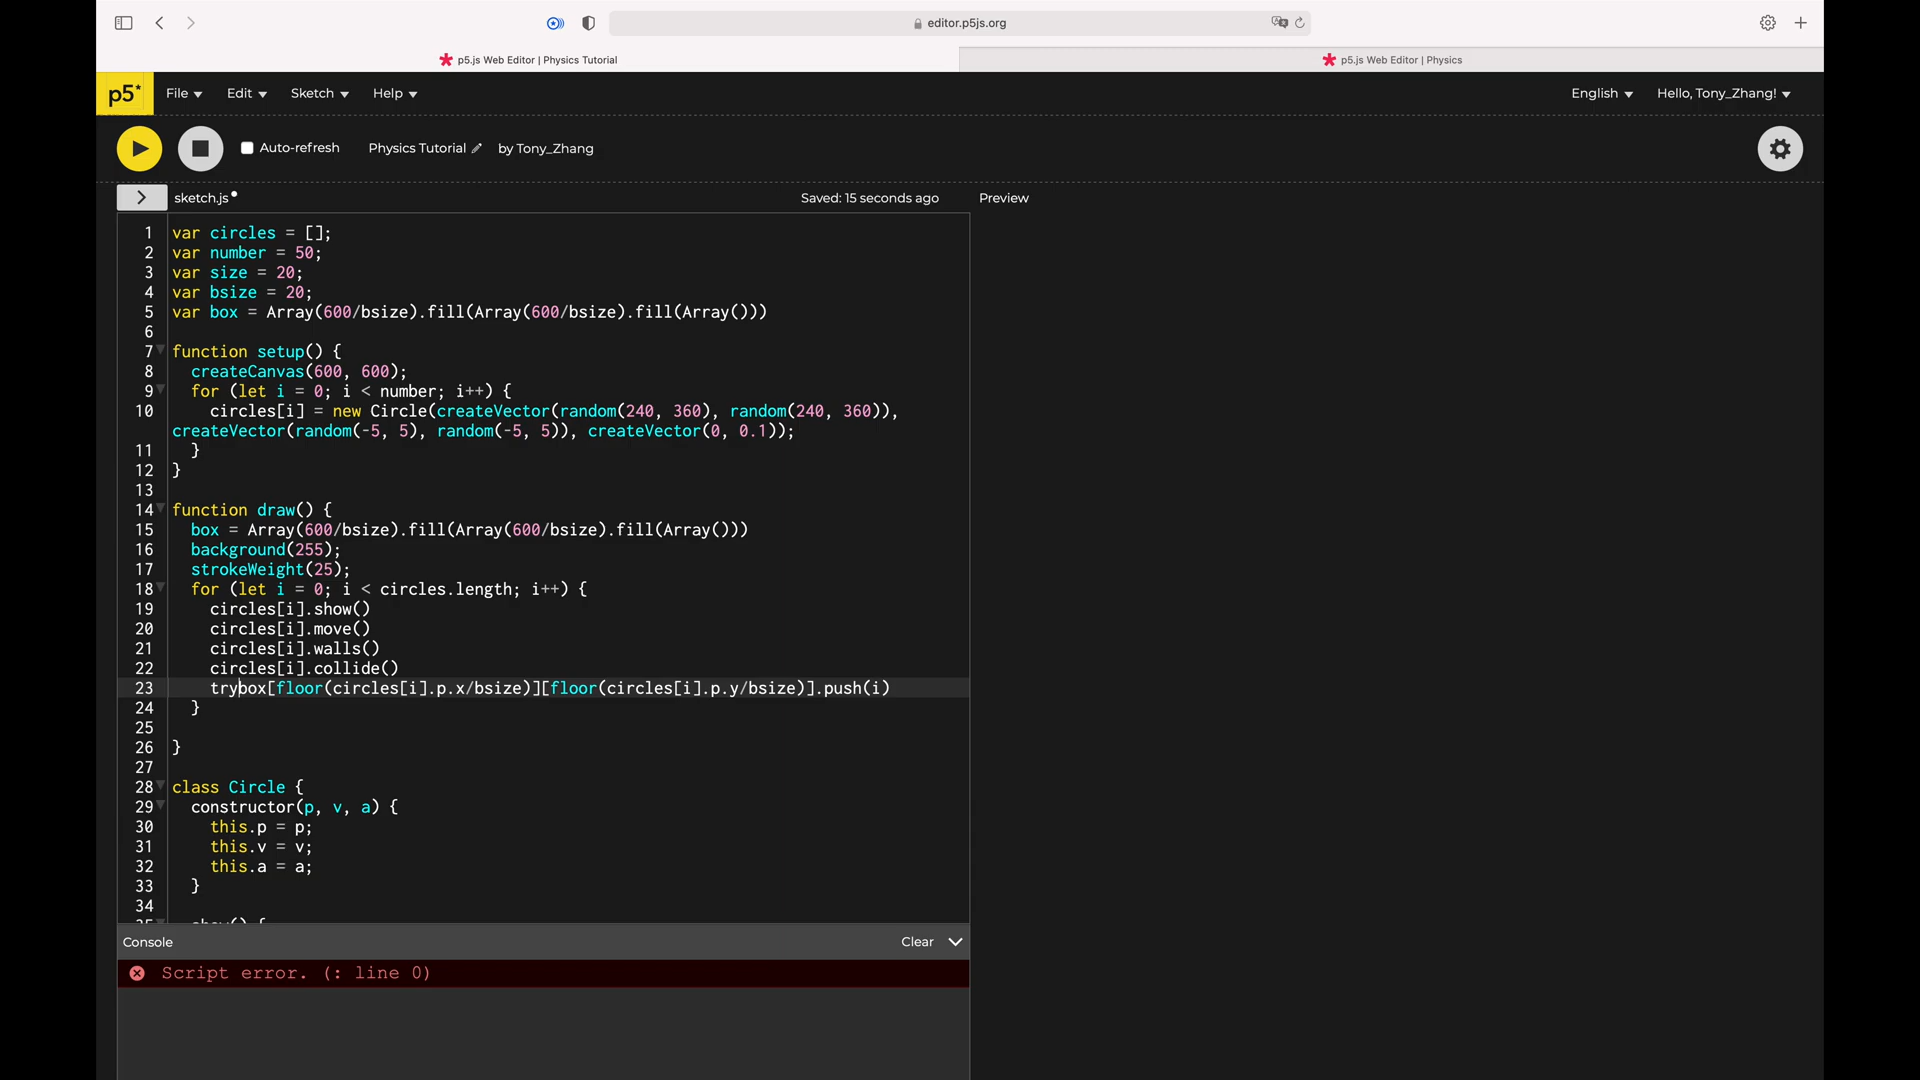 editor.p5js.org
p5.js Web Editor | Physics Tutorial
p5.js Web Editor | Physics
p5*
File
Edit
Sketch
Help
English
Hello, Tony_Zhang!
Auto-refresh
Physics Tutorial
by Tony_Zhang
>
sketch.js
Saved: 15 seconds ago
Preview
1 var circles = [];
2 var number = 50;
3 var size = 20;
4 var bsize = 20;
5 var box = Array(600/bsize).fill(Array(600/bsize).fill(Array()))
6
7 function setup() {
8 createCanvas(600, 600);
9 for (let i = 0; i < number; i++) {
10 circles[i] = new Circle(createVector(random(240, 360), random(240, 360)),
createVector(random(-5, 5), random(-5, 5)), createVector(0, 0.1));
11 }
12 }
13
14 function draw() {
15 box = Array(600/bsize).fill(Array(600/bsize).fill(Array()))
16 background(255);
17 strokeWeight(25);
18 for (let i = 0; i < circles.length; i++) {
19 circles[i].show()
20 circles[i].move()
21 circles[i].walls()
22 circles[i].collide()
23 trybox[floor(circles[i].p.x/bsize)][floor(circles[i].p.y/bsize)].push(i)
24 }
25
26 }
27
28 class Circle {
29 constructor(p, v, a) {
30 this.p = p;
31 this.v = v;
32 this.a = a;
33 }
34
35 show() {
Console
Clear
Script error. (: line 0)